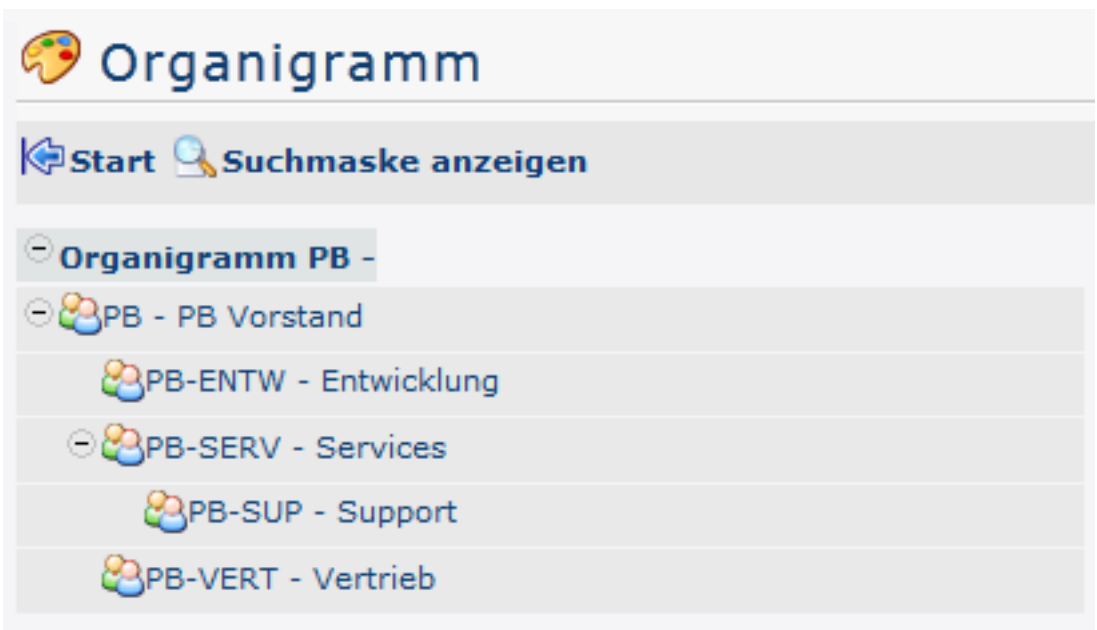 Organigramm
Start Suchmaske anzeigen
Organigramm PB -
PB - PB Vorstand
PB-ENTW - Entwicklung
PB-SERV - Services
PB-SUP - Support
PB-VERT - Vertrieb